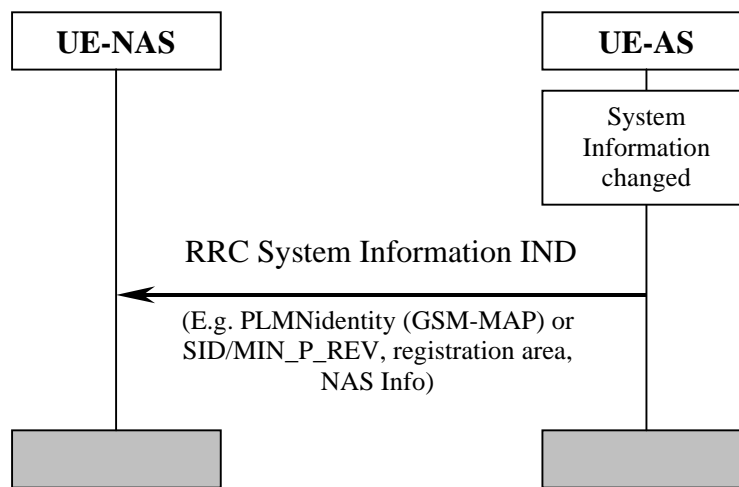 UE-NAS
UE-AS
System
Information
changed
RRC System Information IND
(E.g. PLMNidentity (GSM-MAP) or
SID/MIN_P_REV, registration area,
NAS Info)